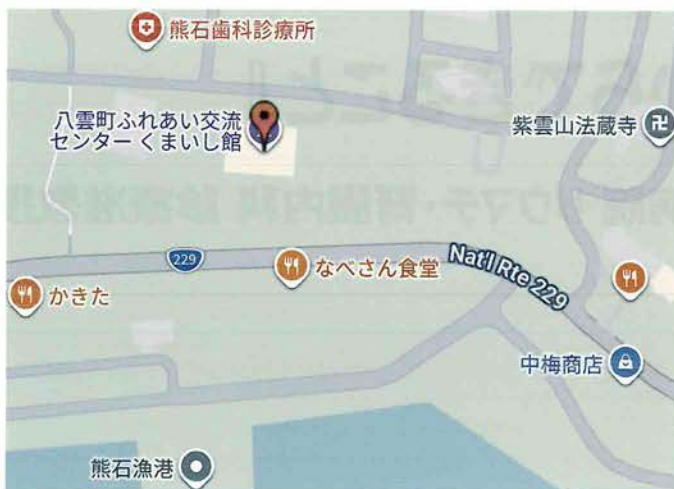 熊石歯科診療所
八雲町ふれあい交流
センター くまいし館
紫雲山法蔵寺
229
なべさん食堂
Nat'l Rte 229
かきた
中梅商店
熊石漁港